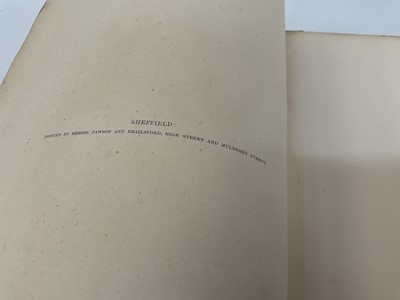 SHEFFIELD:
PRINTED BY MESSRS. PAWSON AND BRAILSFORD, HIGH STREET AND MULBERRY STREET.